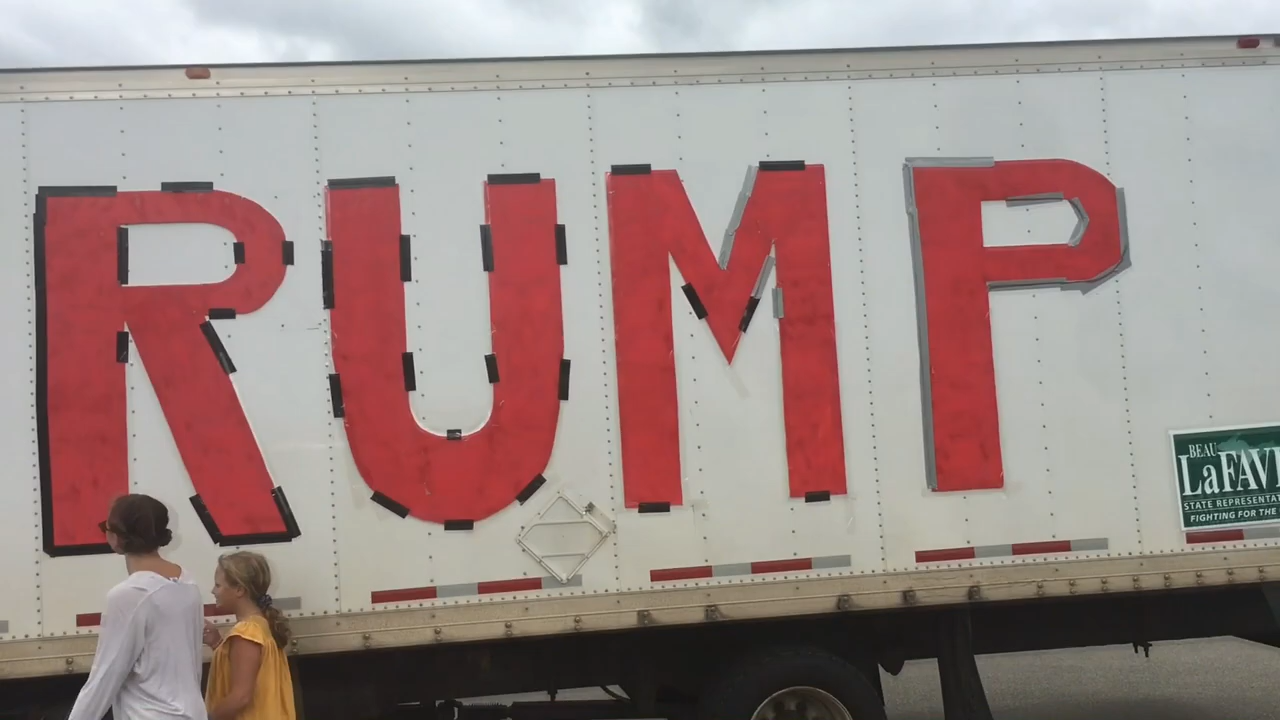 RUMP
BEAU
LaFAV
STATE REPRESENTAT
FIGHTING FOR THE